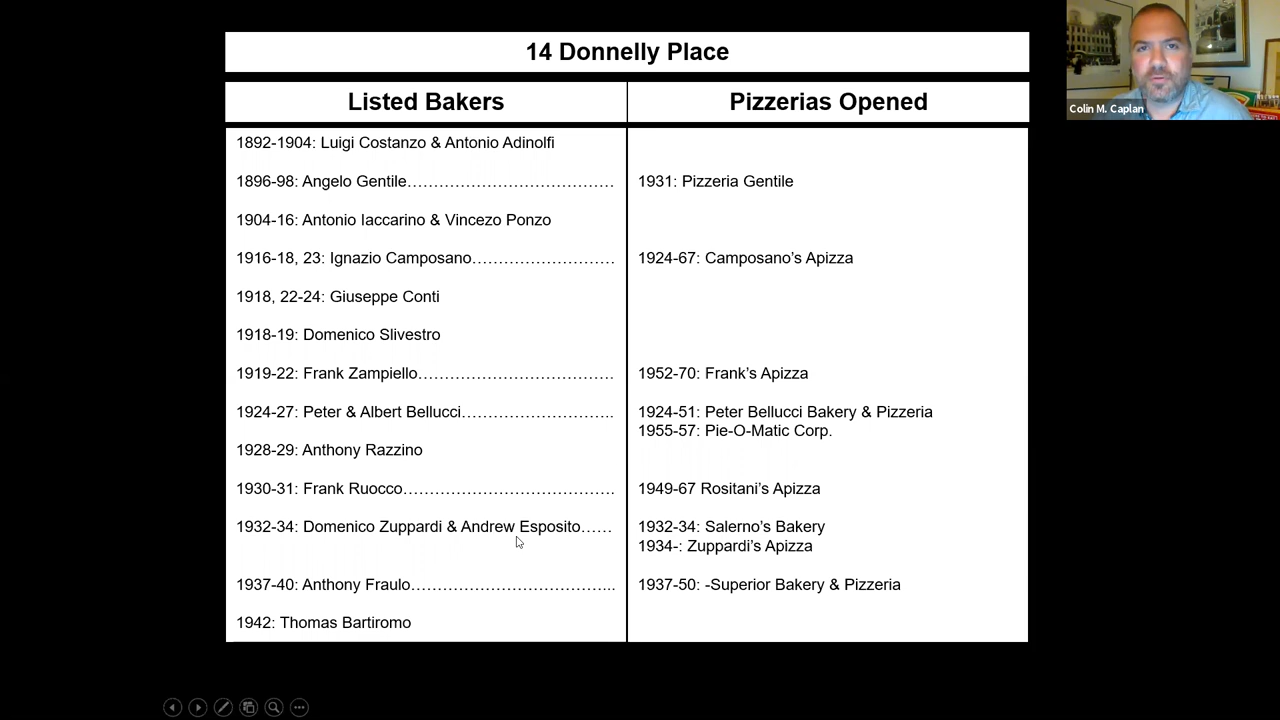 14 Donnelly Place
Listed Bakers
Pizzerias Opened
1892-1904: Luigi Costanzo & Antonio Adinolfi
1896-98: Angelo Gentile…………………………………
1931: Pizzeria Gentile
1904-16: Antonio Iaccarino & Vincezo Ponzo
1916-18, 23: Ignazio Camposano………………………
1924-67: Camposano’s Apizza
1918, 22-24: Giuseppe Conti
1918-19: Domenico Slivestro
1919-22: Frank Zampiello……………………………….
1952-70: Frank’s Apizza
1924-27: Peter & Albert Bellucci………………………..
1924-51: Peter Bellucci Bakery & Pizzeria
1955-57: Pie-O-Matic Corp.
1928-29: Anthony Razzino
1930-31: Frank Ruocco………………………………….
1949-67 Rositani’s Apizza
1932-34: Domenico Zuppardi & Andrew Esposito……
1932-34: Salerno’s Bakery
1934-: Zuppardi’s Apizza
1937-40: Anthony Fraulo………………………………...
1937-50: -Superior Bakery & Pizzeria
1942: Thomas Bartiromo
Colin M. Caplan